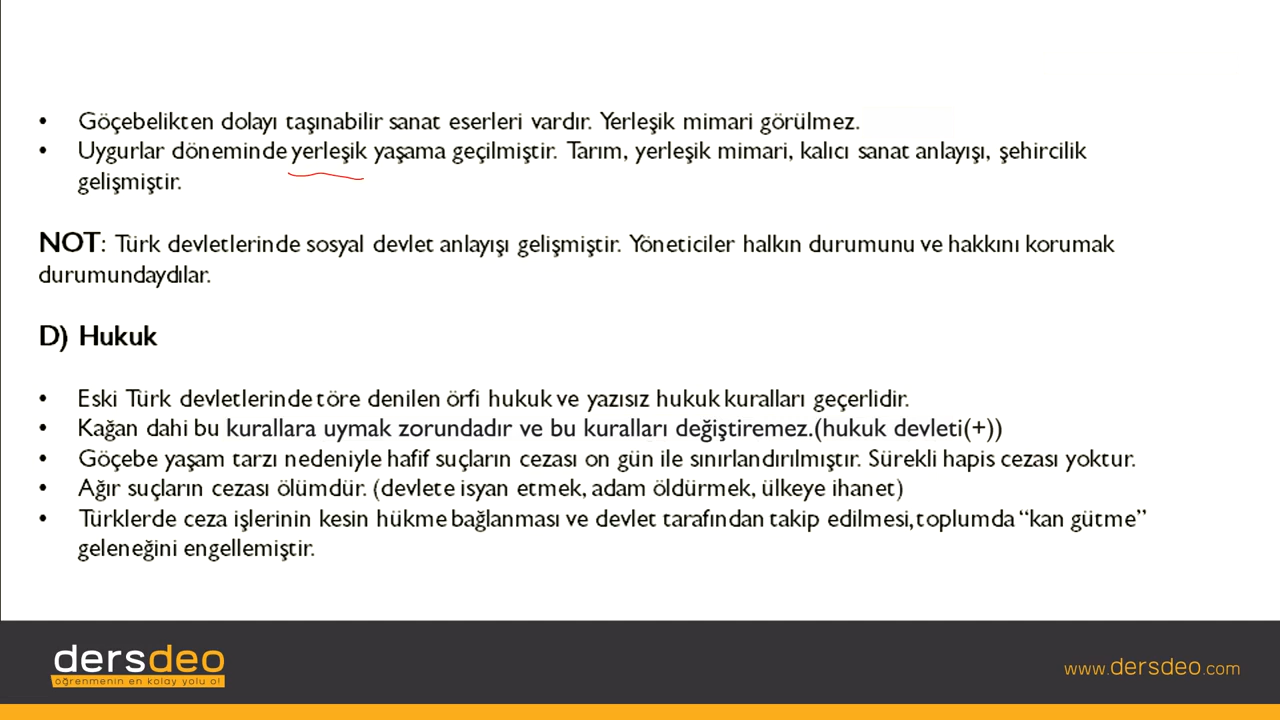 • Göçebelikten dolayı taşınabilir sanat eserleri vardır. Yerleşik mimari görülmez.
• Uygurlar döneminde yerleşik yaşama geçilmiştir. Tarım, yerleşik mimari, kalıcı sanat anlayışı, şehircilik
gelişmiştir.
NOT: Türk devletlerinde sosyal devlet anlayışı gelişmiştir. Yöneticiler halkın durumunu ve hakkını korumak
durumundaydılar.
D) Hukuk
• Eski Türk devletlerinde töre denilen örfi hukuk ve yazısız hukuk kuralları geçerlidir.
• Kağan dahi bu kurallara uymak zorundadır ve bu kuralları değiştiremez.(hukuk devleti(+))
• Göçebe yaşam tarzı nedeniyle hafif suçların cezası on gün ile sınırlandırılmıştır. Sürekli hapis cezası yoktur.
• Ağır suçların cezası ölümdür. (devlete isyan etmek, adam öldürmek, ülkeye ihanet)
• Türklerde ceza işlerinin kesin hükme bağlanması ve devlet tarafından takip edilmesi,toplumda “kan gütme”
geleneğini engellemiştir.
dersdeo
öğrenmenin en kolay yolu o!
www.dersdeo.com